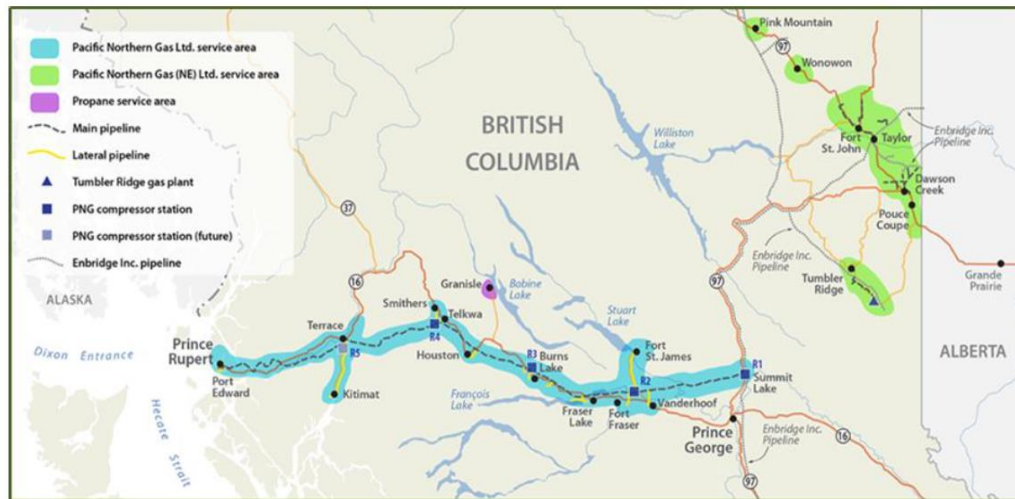 Pacific Northern Gas Ltd. service area
Pacific Northern Gas (NE) Ltd. service area
Propane service area
Main pipeline
Lateral pipeline
Tumbler Ridge gas plant
PNG compressor station
PNG compressor station (future)
Enbridge Inc. pipeline
Pink Mountain
97
Wonowon
BRITISH
COLUMBIA
Williston
Lake
Fort
St. John
Taylor
Enbridge Inc.
Pipeline
Dawson
Creek
Pouce
Coupe
37
16
97
Enbridge Inc.
Pipeline
Tumbler
Ridge
Grande
Prairie
ALASKA
Granisle
Babine
Lake
Smithers
Telkwa
R4
Stuart
Lake
Dixon Entrance
Prince
Rupert
Terrace
R5
Houston
R3
Burns
Lake
Fort
St. James
R1
Summit
Lake
ALBERTA
Port
Edward
Kitimat
François
Lake
R2
Fraser
Lake
Fort
Fraser
Vanderhoof
Hecate Strait
Prince
George
Enbridge Inc.
Pipeline
16
97